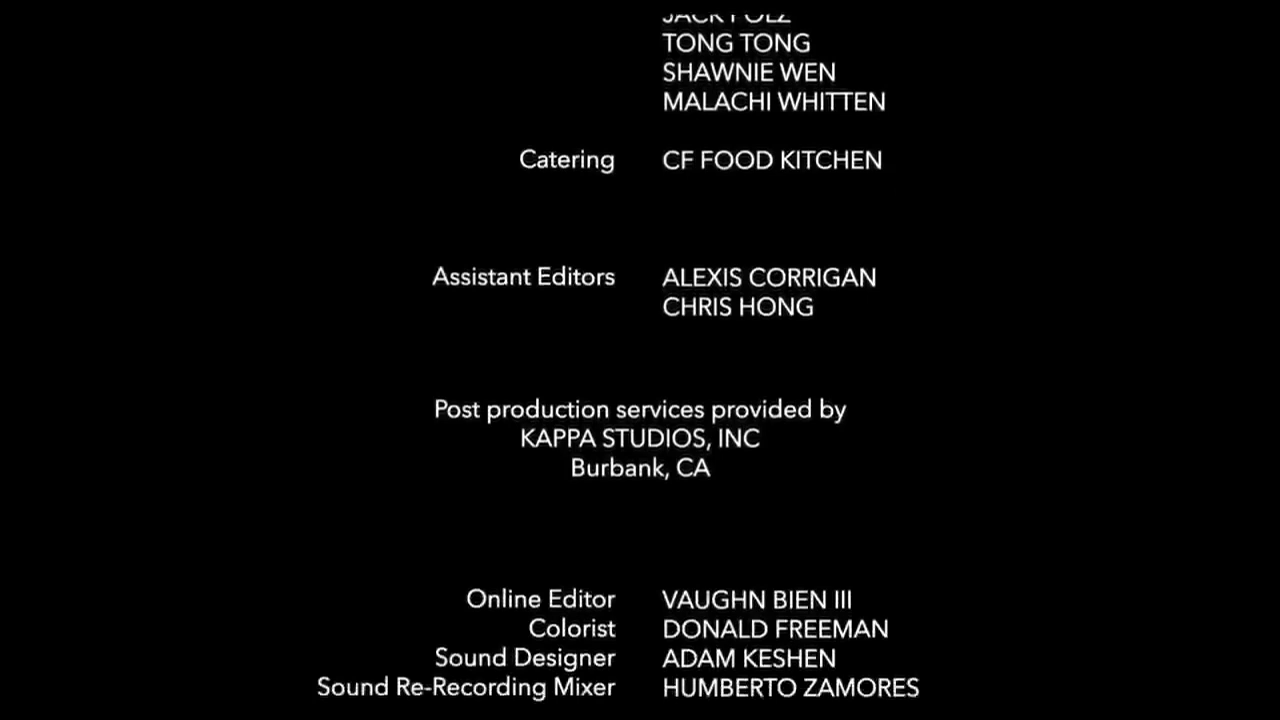 TONG TONG
SHAWNIE WEN
MALACHI WHITTEN
Catering CF FOOD KITCHEN
Assistant Editors ALEXIS CORRIGAN
CHRIS HONG
Post production services provided by
KAPPA STUDIOS, INC
Burbank, CA
Online Editor VAUGHN BIEN III
Colorist DONALD FREEMAN
Sound Designer ADAM KESHEN
Sound Re-Recording Mixer HUMBERTO ZAMORES